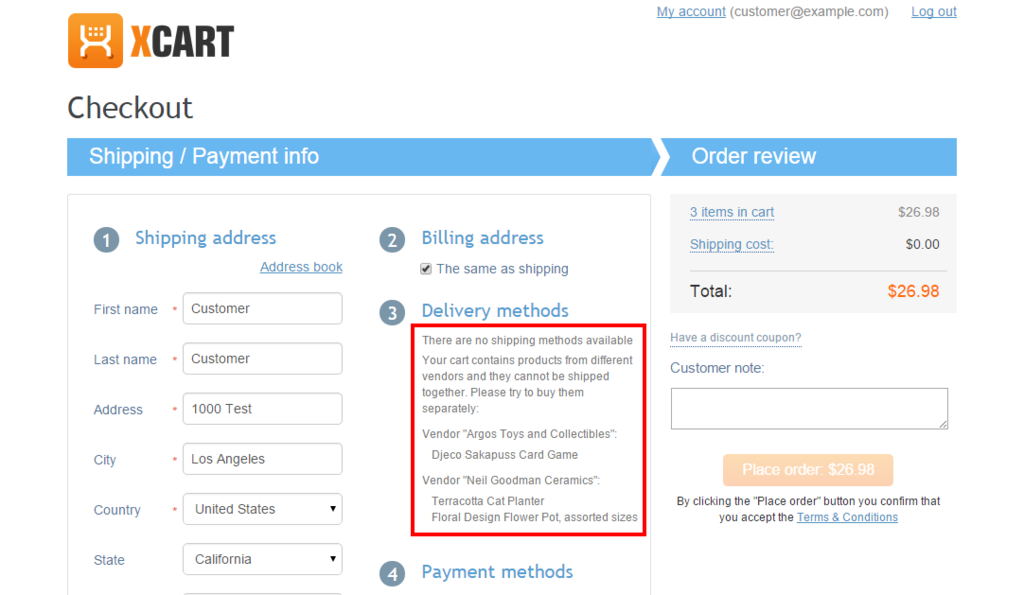 My account (customer@example.com) Log out
XCART
Checkout
Shipping / Payment info
Order review
1 Shipping address
Address book
First name * Customer
Last name * Customer
Address * 1000 Test
City * Los Angeles
Country * United States
State California
2 Billing address
The same as shipping
3 Delivery methods
There are no shipping methods available
Your cart contains products from different
vendors and they cannot be shipped
together. Please try to buy them
separately:
Vendor "Argos Toys and Collectibles":
Djeco Sakapuss Card Game
Vendor "Neil Goodman Ceramics":
Terracotta Cat Planter
Floral Design Flower Pot, assorted sizes
4 Payment methods
3 items in cart $26.98
Shipping cost: $0.00
Total: $26.98
Have a discount coupon?
Customer note:
Place order: $26.98
By clicking the "Place order" button you confirm that
you accept the Terms & Conditions